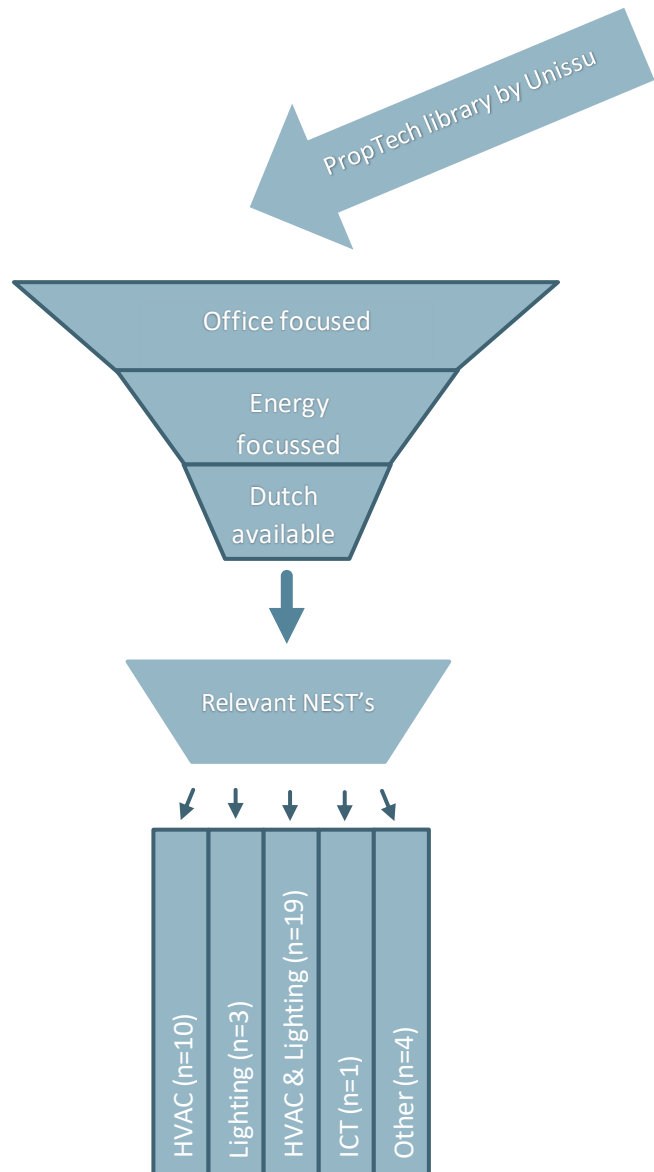 PropTech library by Unissu
Office focused
Energy
focussed
Dutch
available
Relevant NEST's
HVAC (n=10)
Lighting (n=3)
HVAC & Lighting (n=19)
ICT (n=1)
Other (n=4)